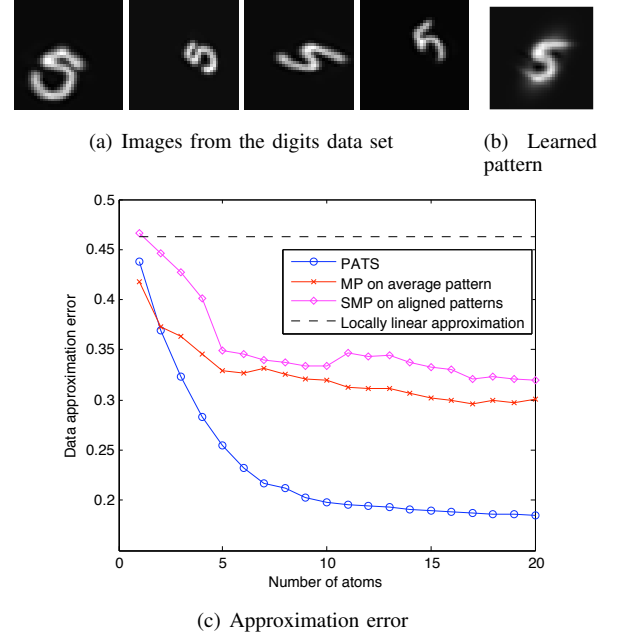 (a) Images from the digits data set
(b) Learned
pattern
0.5
0.45
0.4
0.35
0.3
0.25
0.2
Data approximation error
PATS
MP on average pattern
SMP on aligned patterns
Locally linear approximation
0 5 10 15 20
Number of atoms
(c) Approximation error